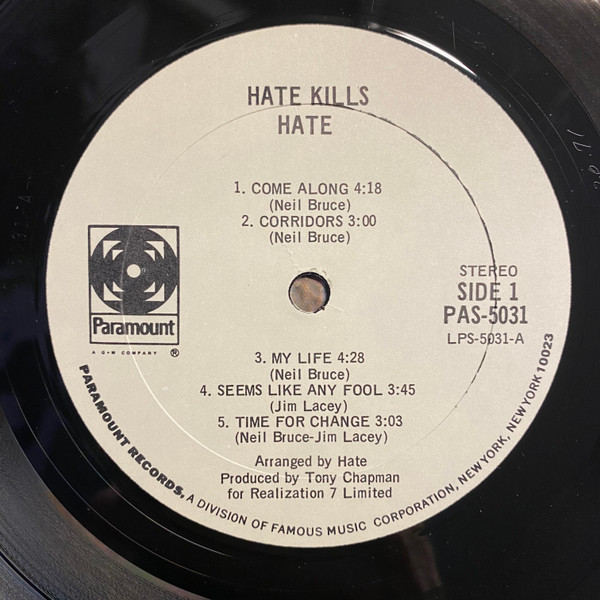 HATE KILLS
HATE
1. COME ALONG 4:18
(Neil Bruce)
2. CORRIDORS 3:00
(Neil Bruce)
Paramount
A G+W COMPANY ®
STEREO
SIDE 1
PAS-5031
LPS-5031-A
3. MY LIFE 4:28
(Neil Bruce)
4. SEEMS LIKE ANY FOOL 3:45
(Jim Lacey)
5. TIME FOR CHANGE 3:03
(Neil Bruce-Jim Lacey)
Arranged by Hate
Produced by Tony Chapman
for Realization 7 Limited
PARAMOUNT RECORDS, A DIVISION OF FAMOUS MUSIC CORPORATION, NEW YORK, NEW YORK 10023